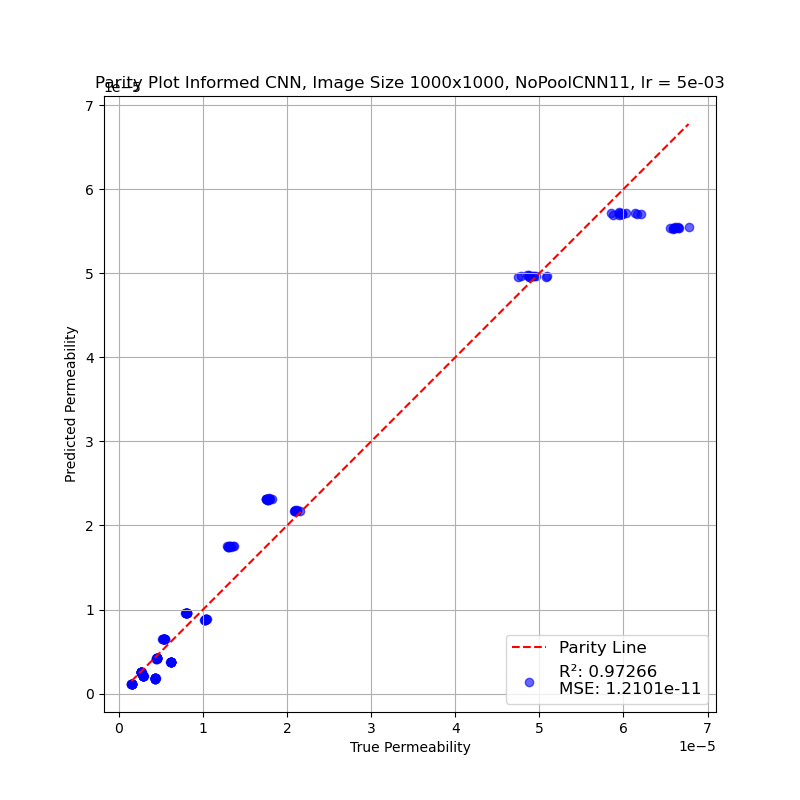 Parity Plot Informed CNN, Image Size 1000x1000, NoPoolCNN11, lr = 5e-03
1e−5
7
6
5
4
3
2
1
0
Predicted Permeability
Parity Line
R²: 0.97266
MSE: 1.2101e-11
0 1 2 3 4 5 6 7
True Permeability
1e−5